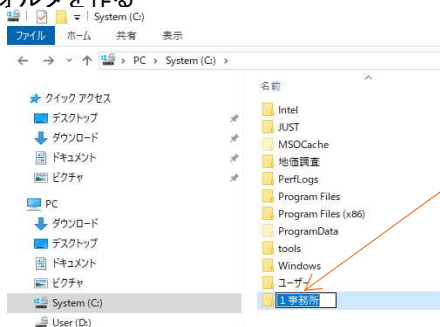 ォルダを作る
System (C:)
ファイル ホーム 共有 表示
PC › System (C:) ›
名前
クイック アクセス
デスクトップ
ダウンロード
ドキュメント
ピクチャ
PC
ダウンロード
デスクトップ
ドキュメント
ピクチャ
System (C:)
User (D:)
Intel
JUST
MSOCache
地価調査
PerfLogs
Program Files
Program Files (x86)
ProgramData
tools
Windows
ユーザー
1事務所